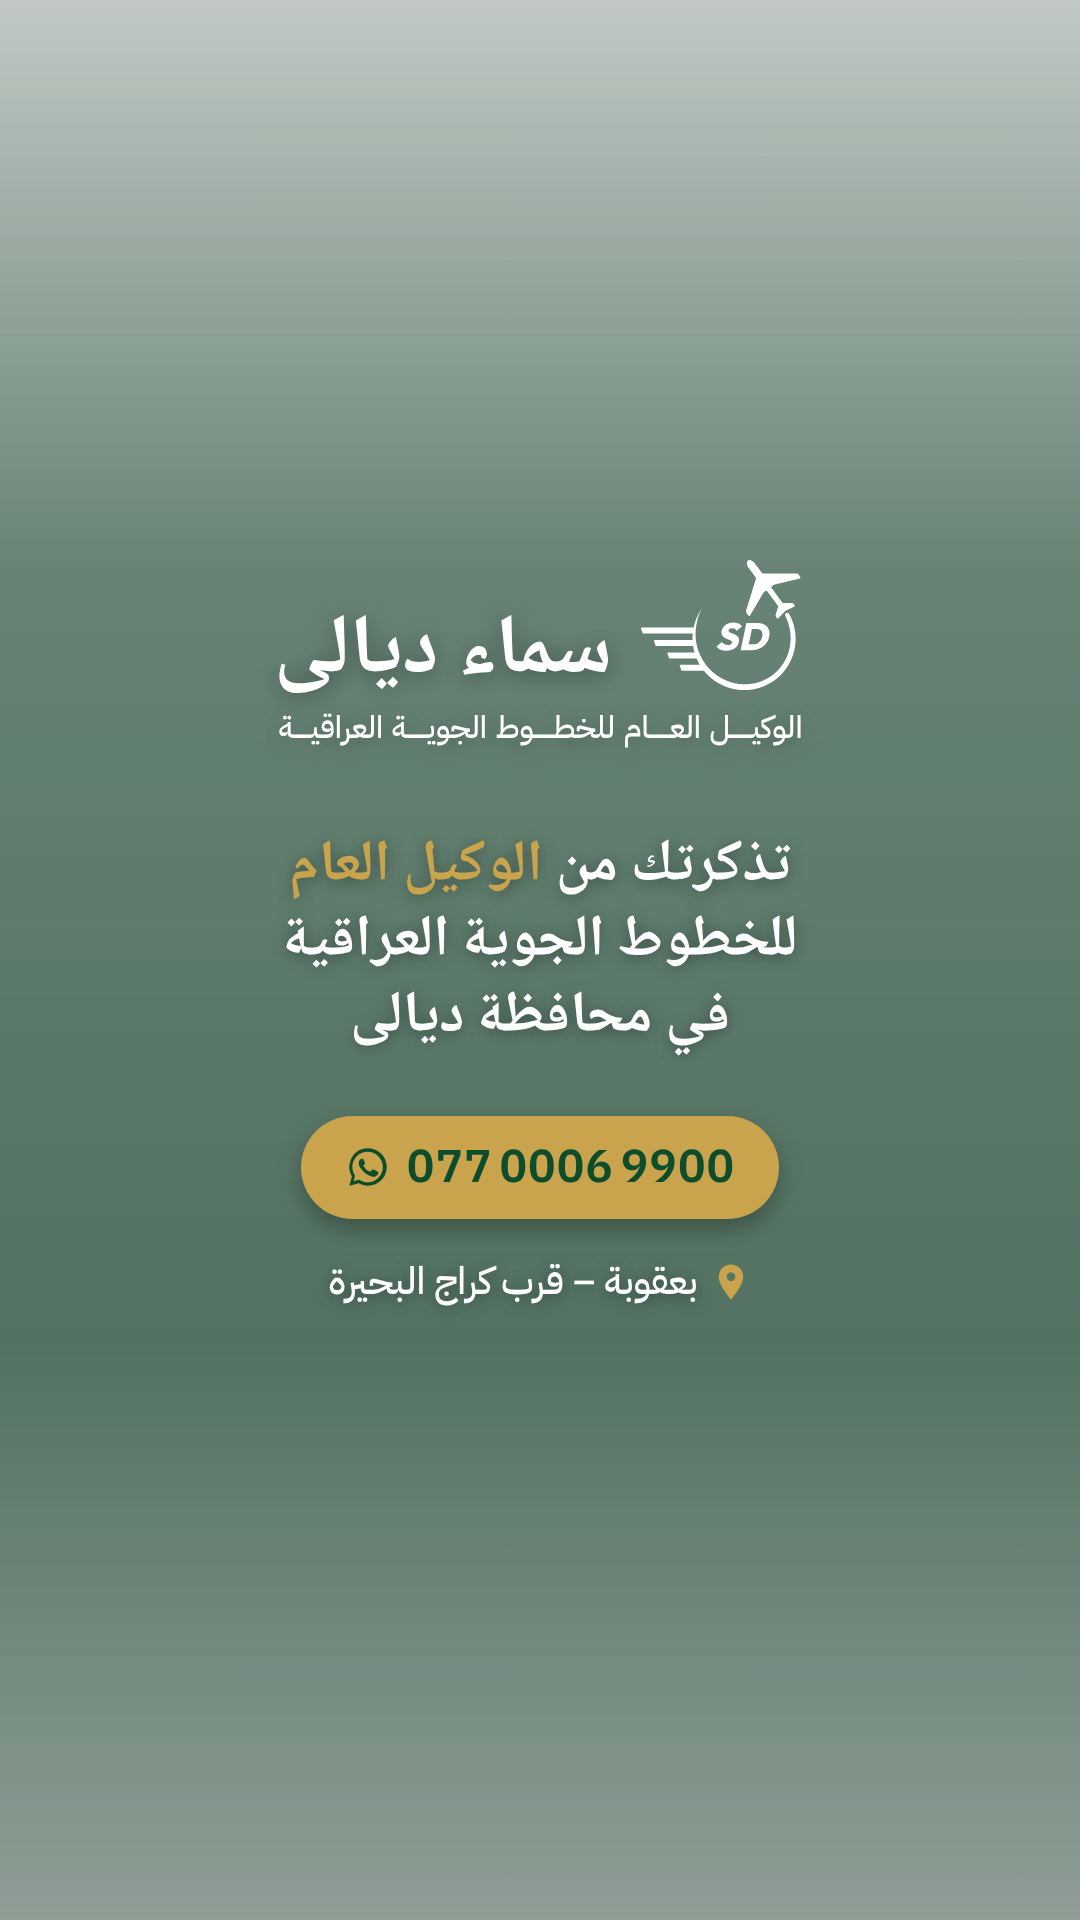 SD
سماء ديالى
الوكيـــل العـــام للخطـــوط الجويـــة العراقيـــة
تذكرتك من الوكيل العام
للخطوط الجوية العراقية
في محافظة ديالى
077 0006 9900
بعقوبة – قرب كراج البحيرة